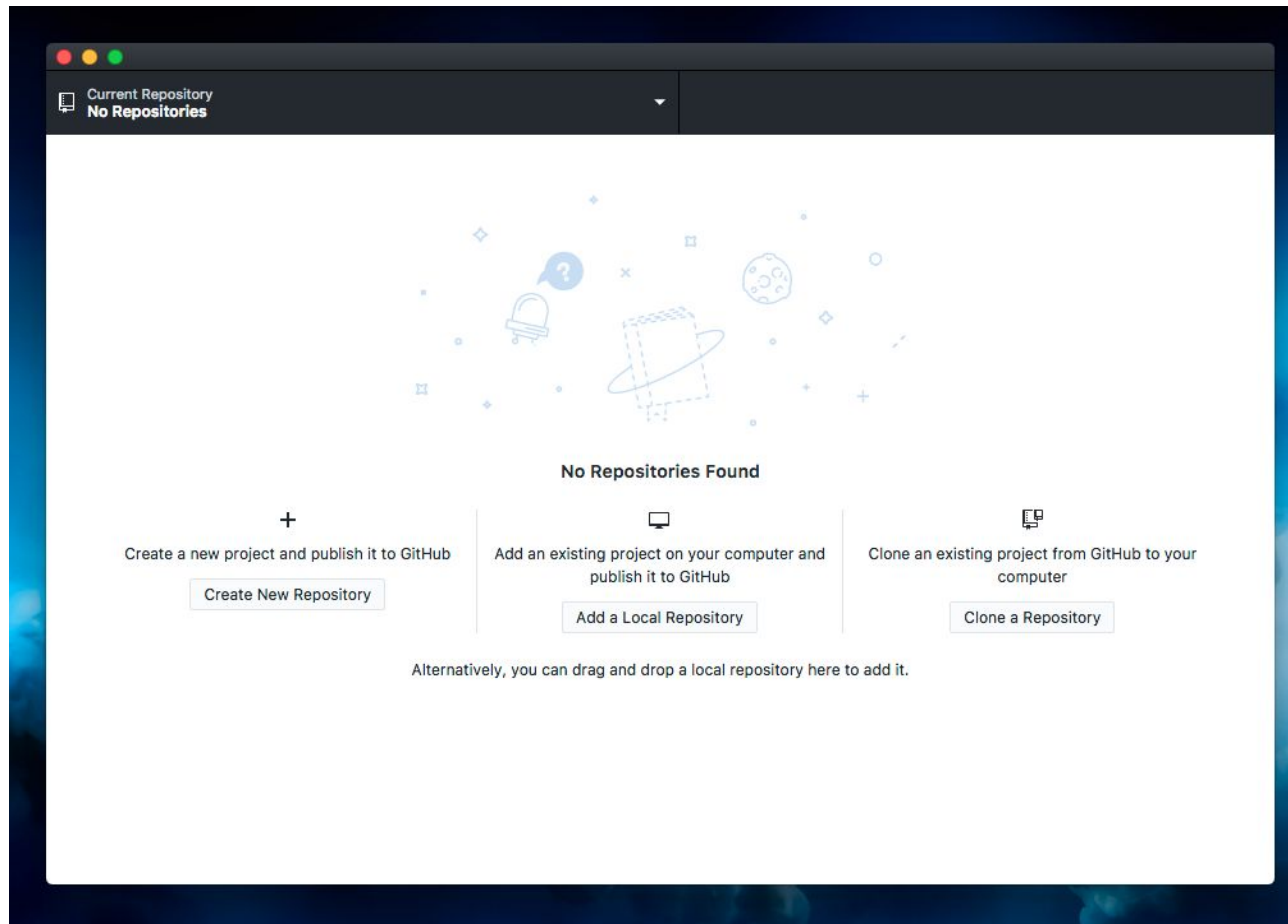 Current Repository
No Repositories
?
No Repositories Found
Create a new project and publish it to GitHub
Create New Repository
Add an existing project on your computer and
publish it to GitHub
Add a Local Repository
Clone an existing project from GitHub to your
computer
Clone a Repository
Alternatively, you can drag and drop a local repository here to add it.